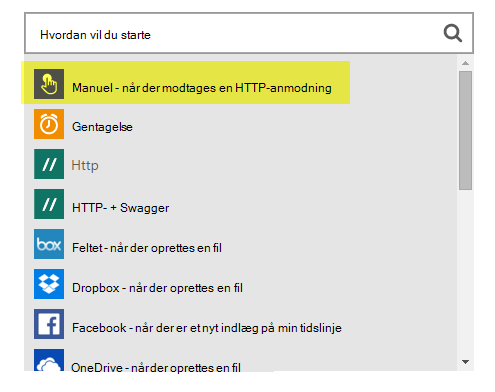 Hvordan vil du starte
Manuel - når der modtages en HTTP-anmodning
Gentagelse
// Http
// HTTP- + Swagger
box Feltet - når der oprettes en fil
Dropbox - når der oprettes en fil
f Facebook - når der er et nyt indlæg på min tidslinje
OneDrive - når der oprettes en fil